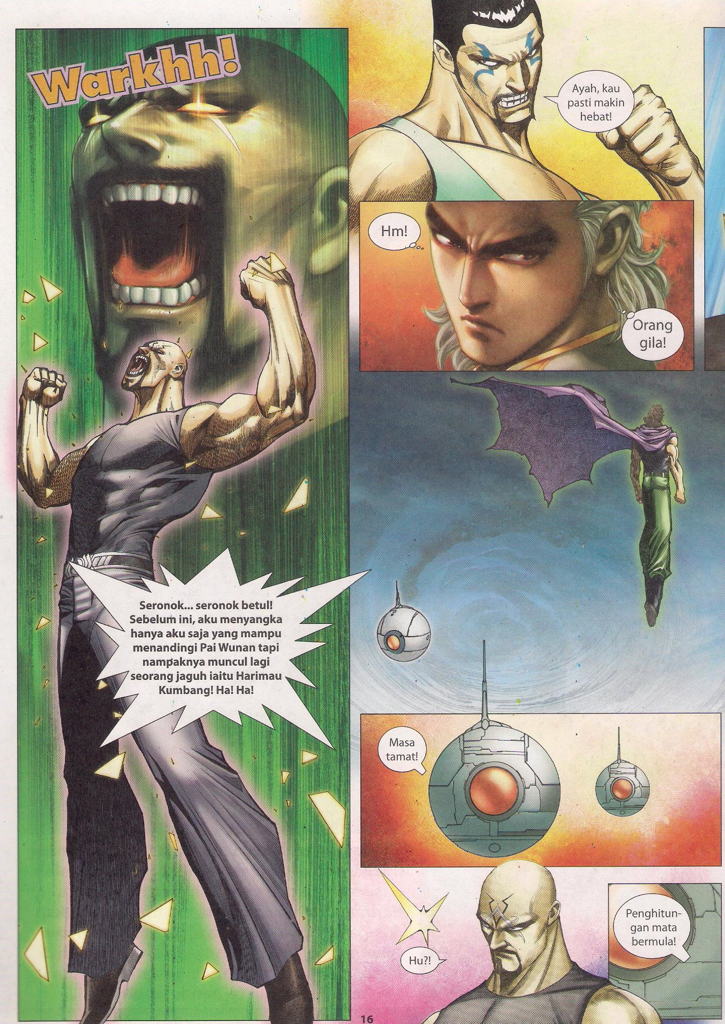 Warkhh!
Seronok... seronok betul!
Sebelum ini, aku menyangka
hanya aku saja yang mampu
menandingi Pai Wunan tapi
nampaknya muncul lagi
seorang jaguh iaitu Harimau
Kumbang! Ha! Ha!
Ayah, kau
pasti makin
hebat!
Hm!
Orang
gila!
Masa
tamat!
Hu?!
Penghitun-
gan mata
bermula!
16